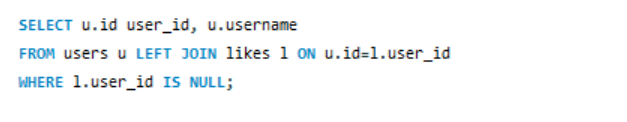 SELECT u.id user_id, u.username
FROM users u LEFT JOIN likes l ON u.id=l.user_id
WHERE l.user_id IS NULL;